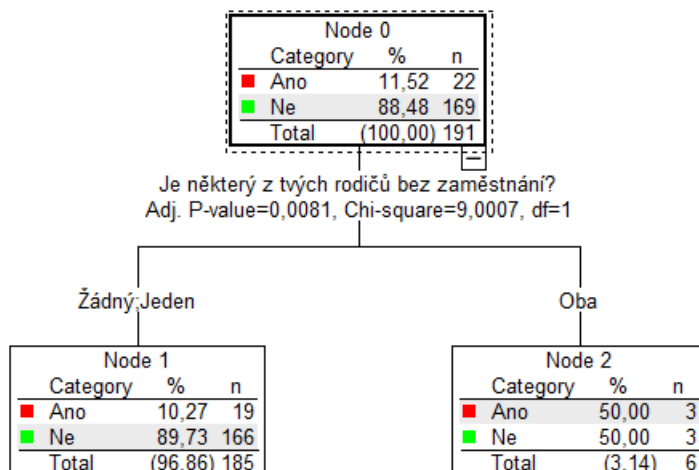 Node 0
Category % n
Ano 11,52 22
Ne 88,48 169
Total (100,00) 191
Je některý z tvých rodičů bez zaměstnání?
Adj. P-value=0,0081, Chi-square=9,0007, df=1
Žádný;Jeden
Oba
Node 1
Category % n
Ano 10,27 19
Ne 89,73 166
Total (96,86) 185
Node 2
Category % n
Ano 50,00 3
Ne 50,00 3
Total (3,14) 6